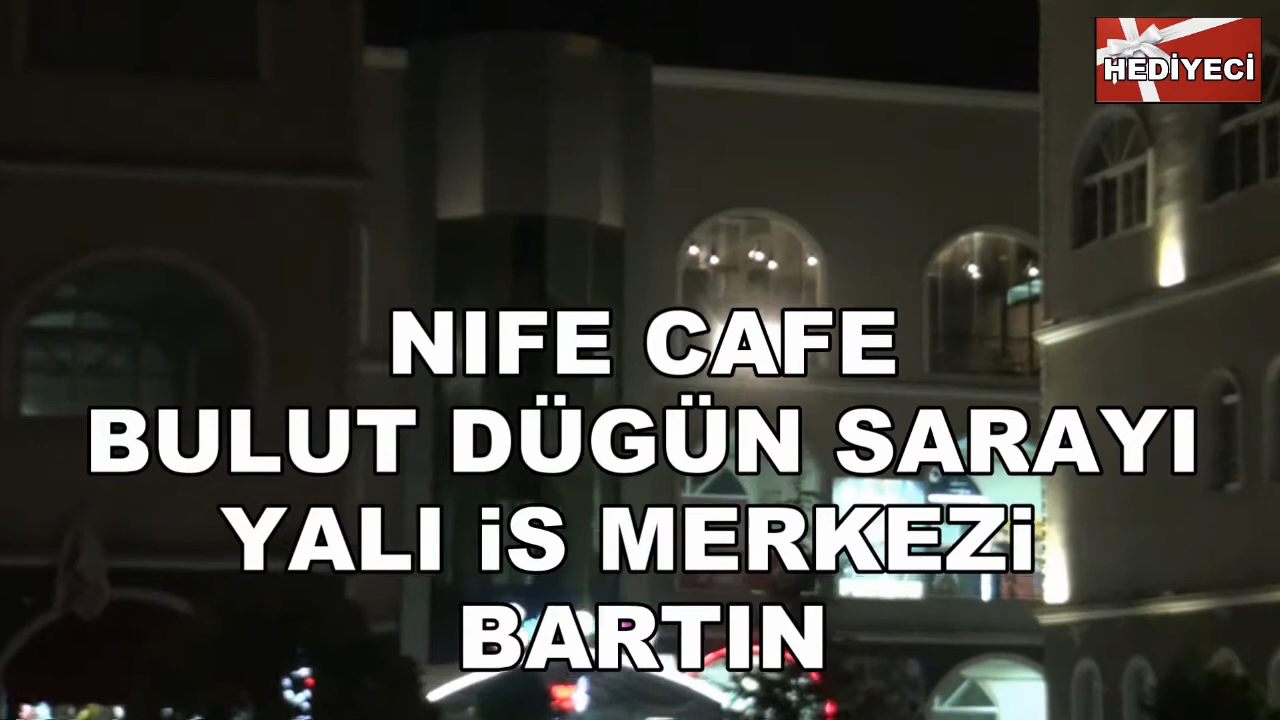 HEDİYECİ
NIFE CAFE
BULUT DÜGÜN SARAYI
YALI iS MERKEZi
BARTIN